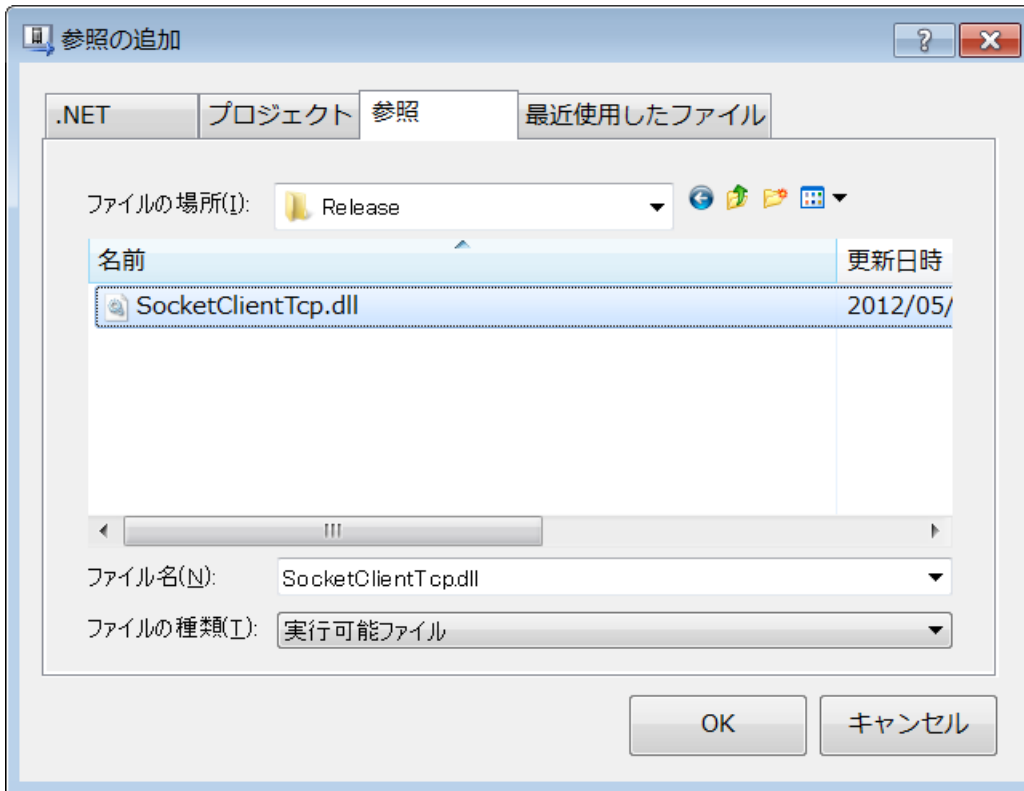 参照の追加
.NET プロジェクト 参照 最近使用したファイル
ファイルの場所(I): Release
名前 更新日時
SocketClientTcp.dll 2012/05/
ファイル名(N): SocketClientTcp.dll
ファイルの種類(T): 実行可能ファイル
OK キャンセル